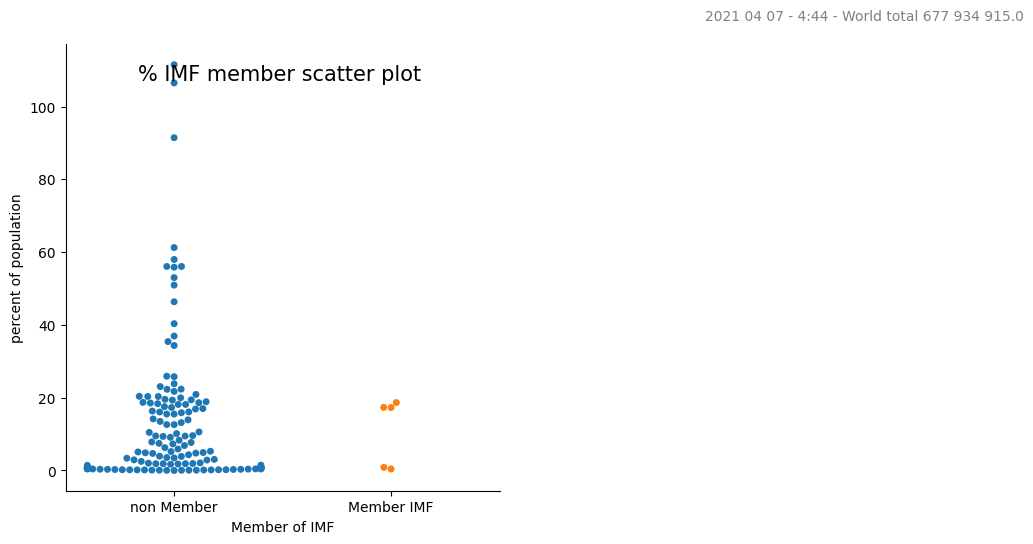 2021 04 07 - 4:44 - World total 677 934 915.0
% IMF member scatter plot
percent of population
100
80
60
40
20
0
non Member
Member IMF
Member of IMF